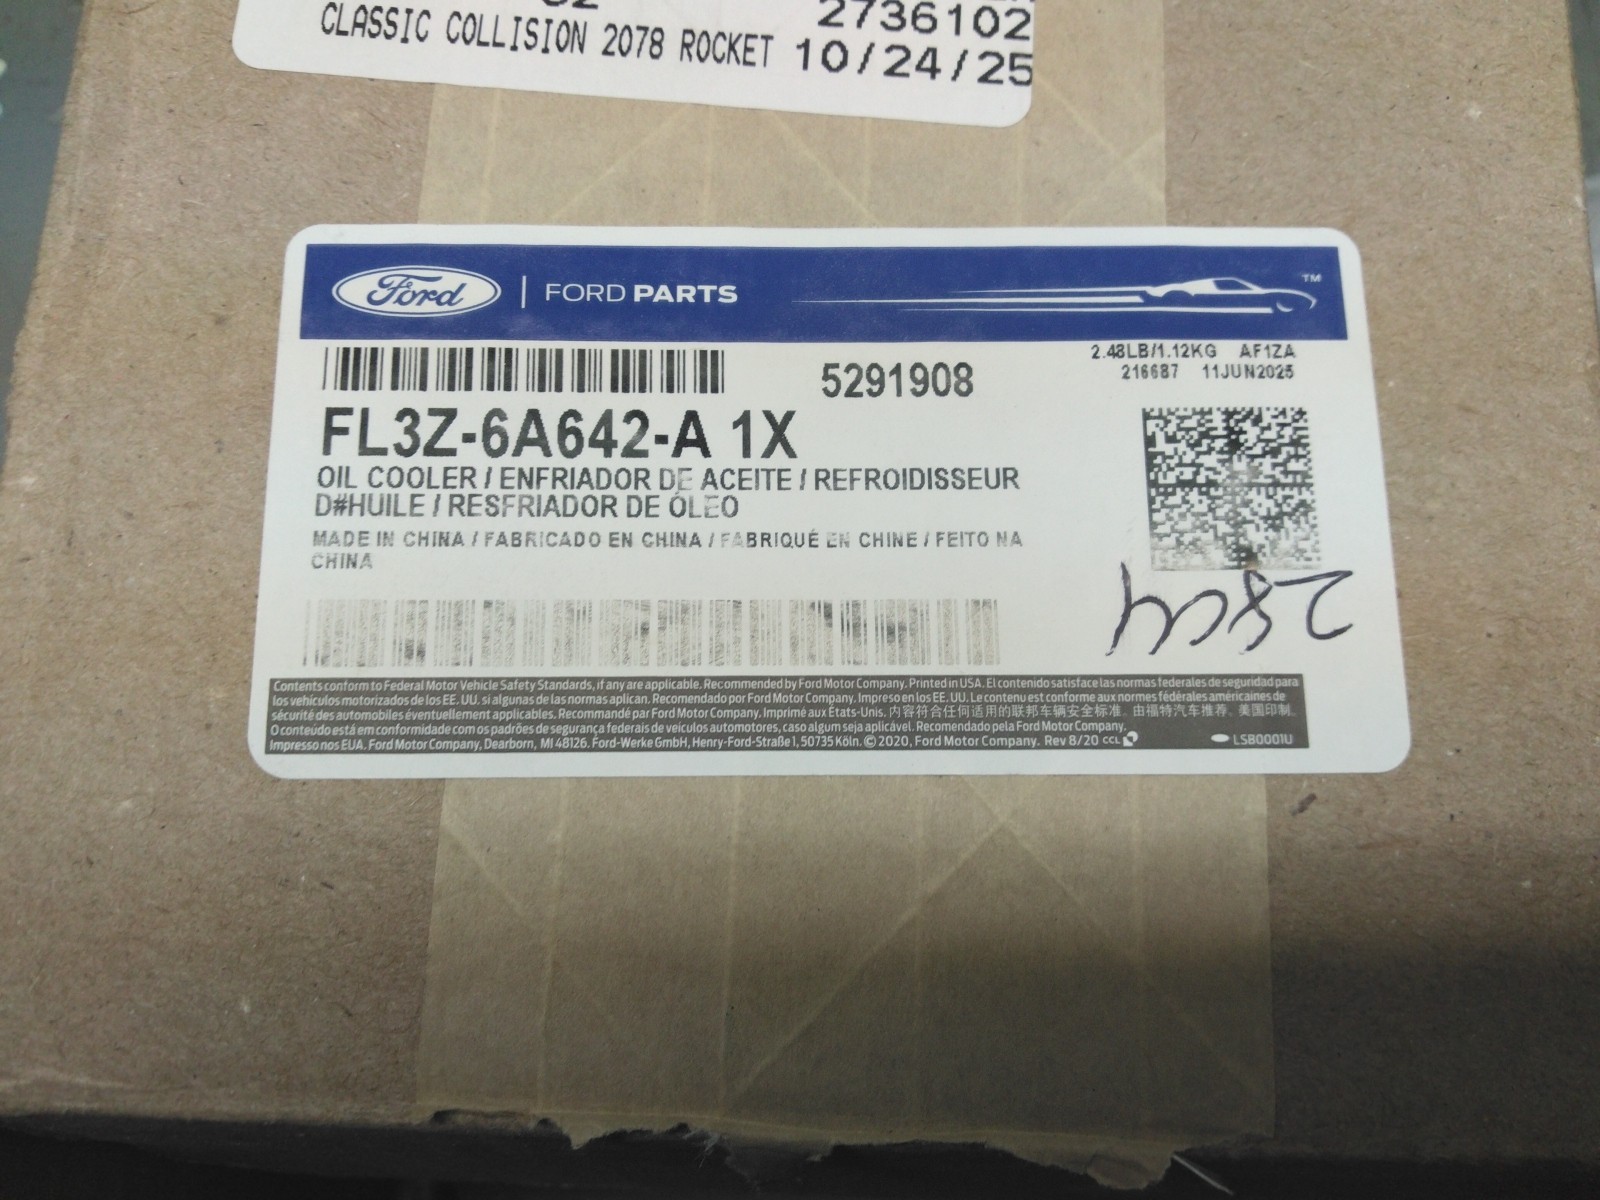 2736102
CLASSIC COLLISION 2078 ROCKET 10/24/25
Ford | FORD PARTS ™
5291908
2.48LB/1.12KG AF1ZA
216687 11JUN2025
FL3Z-6A642-A 1X
OIL COOLER / ENFRIADOR DE ACEITE / REFROIDISSEUR
D#HUILE / RESFRIADOR DE ÓLEO
MADE IN CHINA / FABRICADO EN CHINA / FABRIQUÉ EN CHINE / FEITO NA
CHINA
Contents conform to Federal Motor Vehicle Safety Standards, if any are applicable. Recommended by Ford Motor Company. Printed in USA. El contenido satisface las normas federales de seguridad para
los vehículos motorizados de los EE. UU. si algunas de las normas aplican. Recomendado por Ford Motor Company. Impreso en los EE. UU. Le contenu est conforme aux normes fédérales américaines de
sécurité des automobiles éventuellement applicables. Recommandé par Ford Motor Company. Imprimé aux États-Unis. 内容符合任何适用的联邦车辆安全标准。由福特汽车推荐。美国印制.
O conteúdo está em conformidade com os padrões de segurança federais de veículos automotores, caso algum seja aplicável. Recomendado pela Ford Motor Company.
Impresso nos EUA. Ford Motor Company, Dearborn, MI 48126. Ford-Werke GmbH, Henry-Ford-Straße 1, 50735 Köln. © 2020, Ford Motor Company. Rev 8/20 CCL LSB0001U